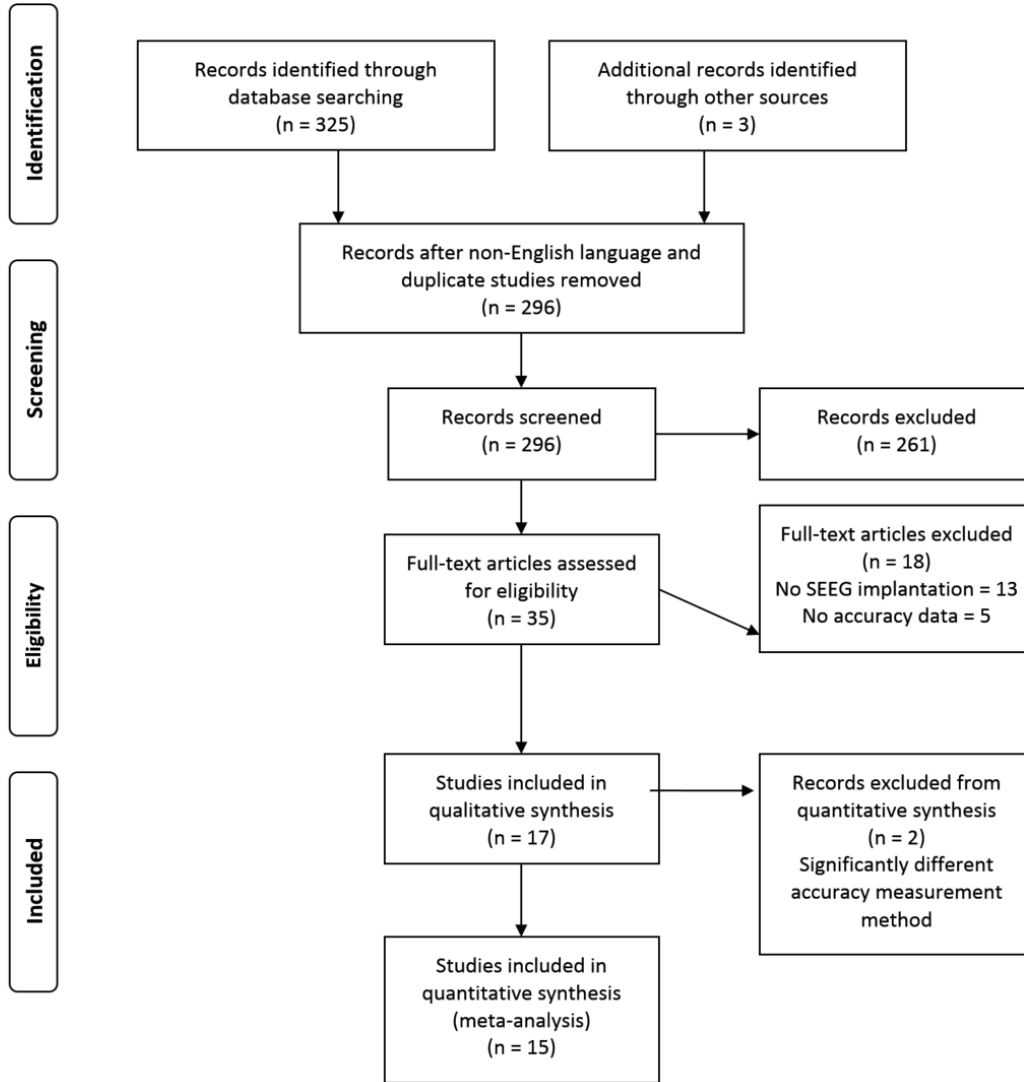 Identification
Records identified through
database searching
(n = 325)
Additional records identified
through other sources
(n = 3)
Records after non-English language and
duplicate studies removed
(n = 296)
Screening
Records screened
(n = 296)
Records excluded
(n = 261)
Eligibility
Full-text articles assessed
for eligibility
(n = 35)
Full-text articles excluded
(n = 18)
No SEEG implantation = 13
No accuracy data = 5
Included
Studies included in
qualitative synthesis
(n = 17)
Records excluded from
quantitative synthesis
(n = 2)
Significantly different
accuracy measurement
method
Studies included in
quantitative synthesis
(meta-analysis)
(n = 15)